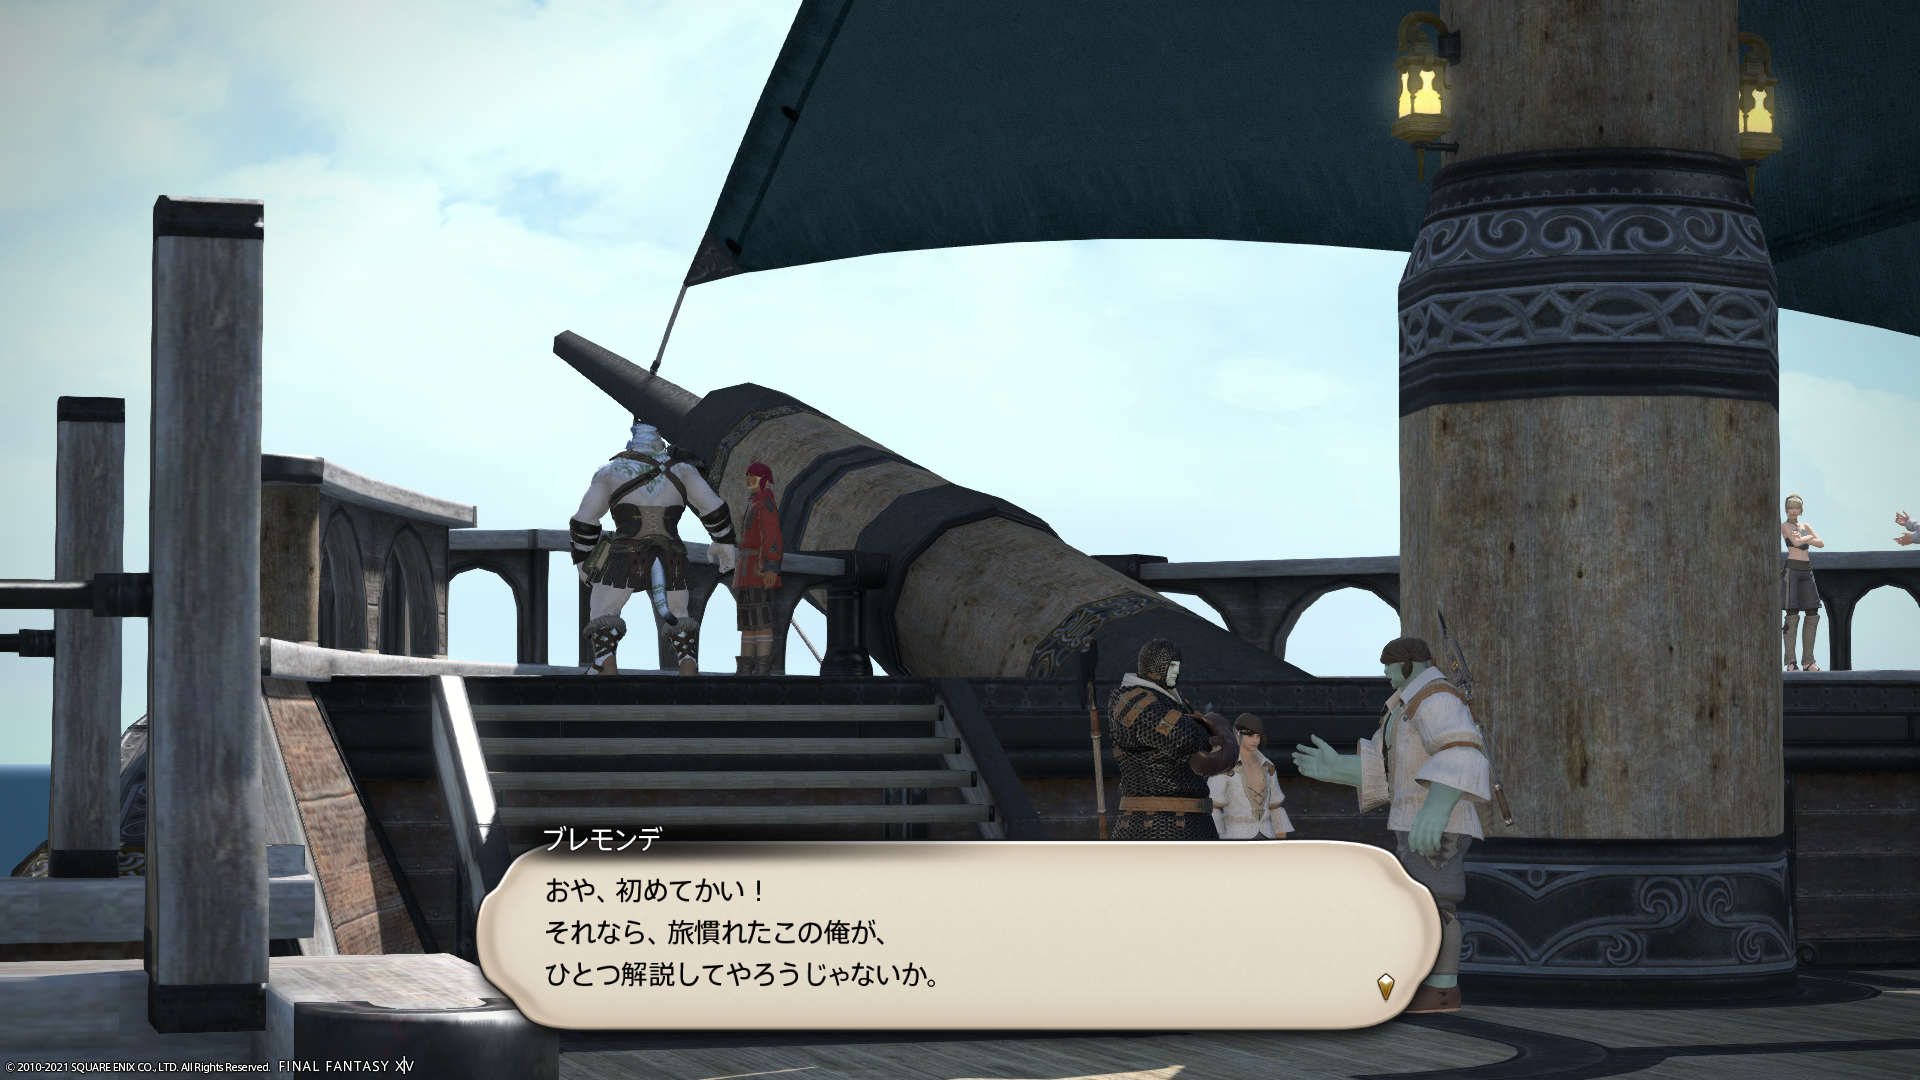 ブレモンデ
おや、初めてかい！
それなら、旅慣れたこの俺が、
ひとつ解説してやろうじゃないか。
© 2010-2021 SQUARE ENIX CO., LTD. All Rights Reserved. FINAL FANTASY XIV